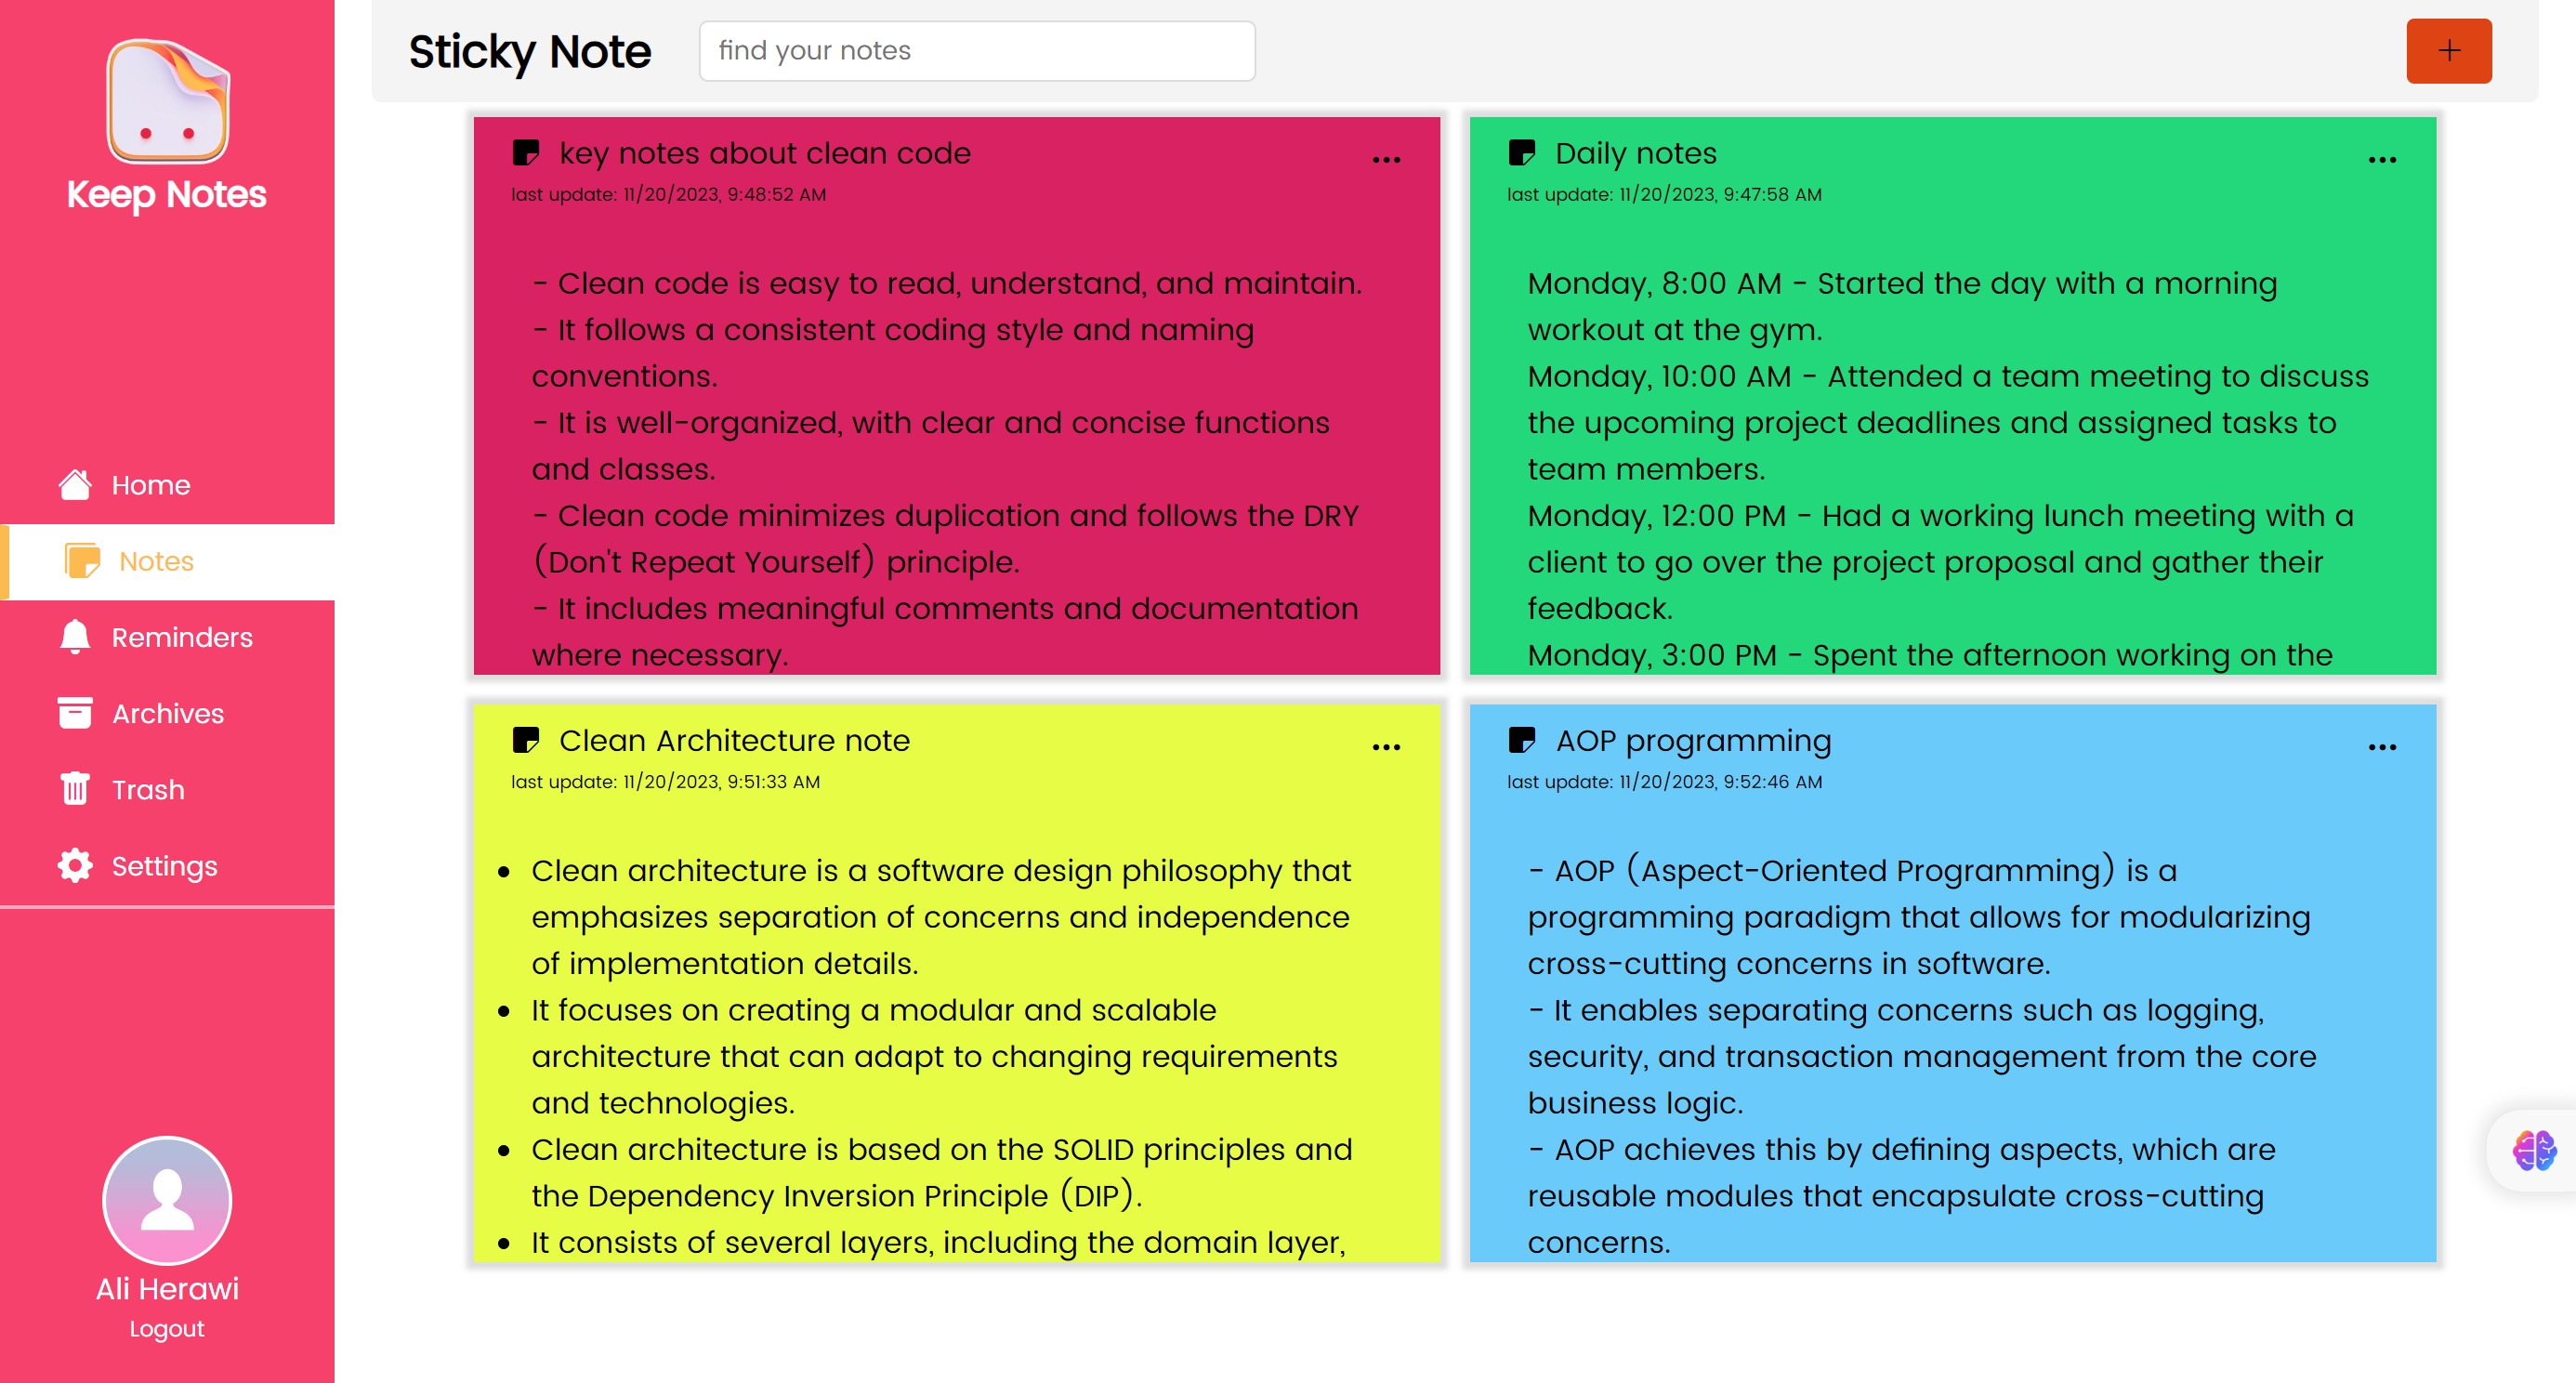 Keep Notes
Home
Notes
Reminders
Archives
Trash
Settings
Ali Herawi
Logout
Sticky Note
find your notes
+
key notes about clean code
last update: 11/20/2023, 9:48:52 AM
- Clean code is easy to read, understand, and maintain.
- It follows a consistent coding style and naming
conventions.
- It is well-organized, with clear and concise functions
and classes.
- Clean code minimizes duplication and follows the DRY
(Don't Repeat Yourself) principle.
- It includes meaningful comments and documentation
where necessary.
Daily notes
last update: 11/20/2023, 9:47:58 AM
Monday, 8:00 AM - Started the day with a morning
workout at the gym.
Monday, 10:00 AM - Attended a team meeting to discuss
the upcoming project deadlines and assigned tasks to
team members.
Monday, 12:00 PM - Had a working lunch meeting with a
client to go over the project proposal and gather their
feedback.
Monday, 3:00 PM - Spent the afternoon working on the
Clean Architecture note
last update: 11/20/2023, 9:51:33 AM
• Clean architecture is a software design philosophy that
emphasizes separation of concerns and independence
of implementation details.
• It focuses on creating a modular and scalable
architecture that can adapt to changing requirements
and technologies.
• Clean architecture is based on the SOLID principles and
the Dependency Inversion Principle (DIP).
• It consists of several layers, including the domain layer,
AOP programming
last update: 11/20/2023, 9:52:46 AM
- AOP (Aspect-Oriented Programming) is a
programming paradigm that allows for modularizing
cross-cutting concerns in software.
- It enables separating concerns such as logging,
security, and transaction management from the core
business logic.
- AOP achieves this by defining aspects, which are
reusable modules that encapsulate cross-cutting
concerns.